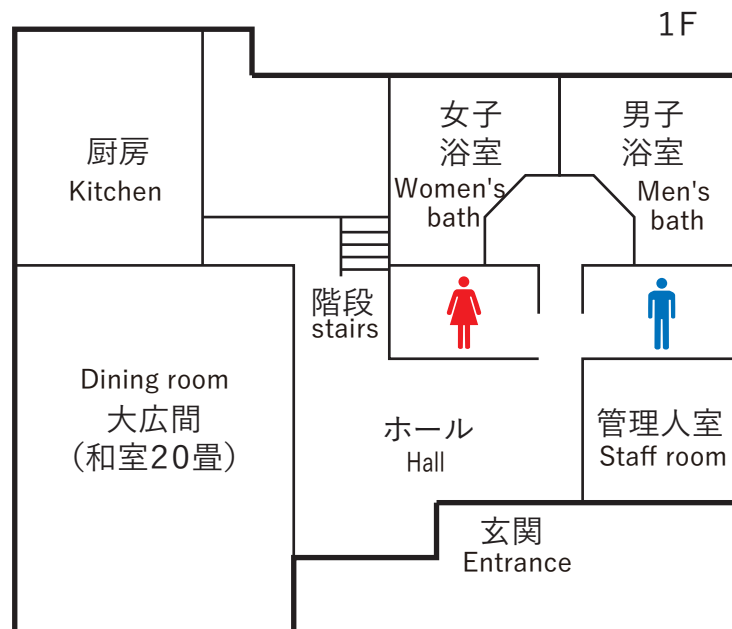 1F
厨房
Kitchen
女子
浴室
Women's
bath
男子
浴室
Men's
bath
階段
stairs
Dining room
大広間
（和室20畳）
ホール
Hall
管理人室
Staff room
玄関
Entrance